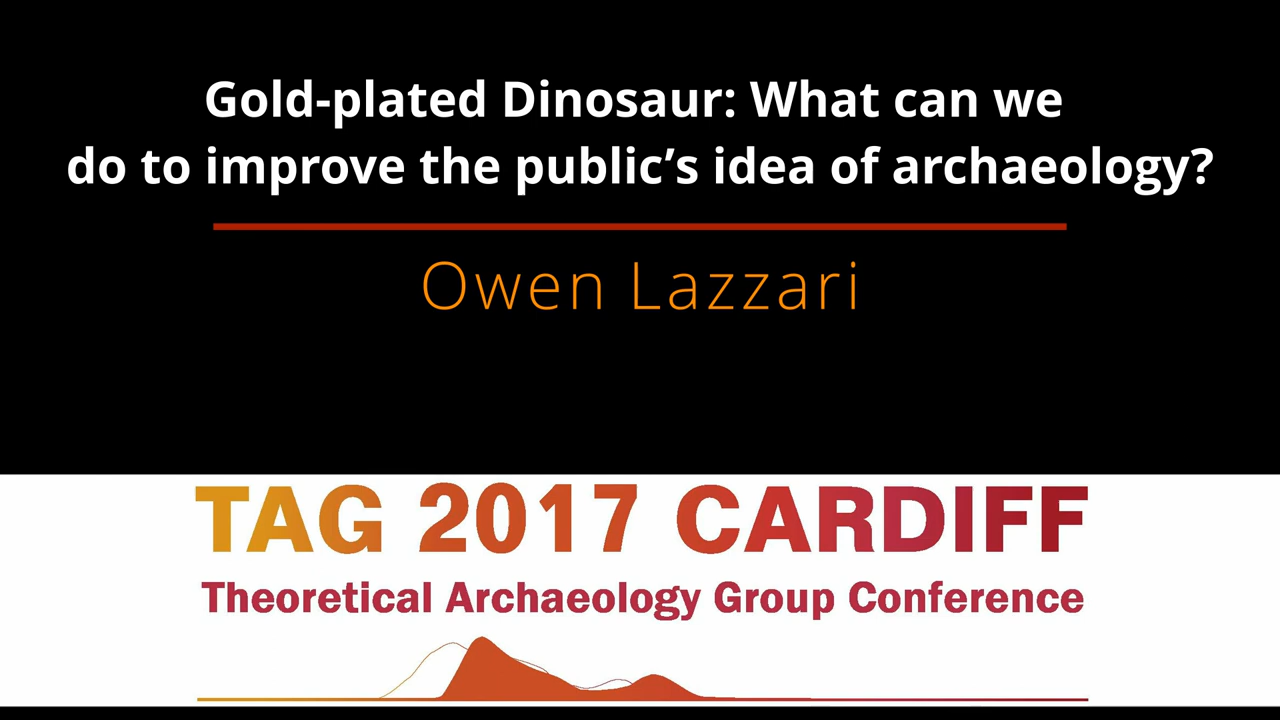 Gold-plated Dinosaur: What can we
do to improve the public’s idea of archaeology?
Owen Lazzari
TAG 2017 CARDIFF
Theoretical Archaeology Group Conference